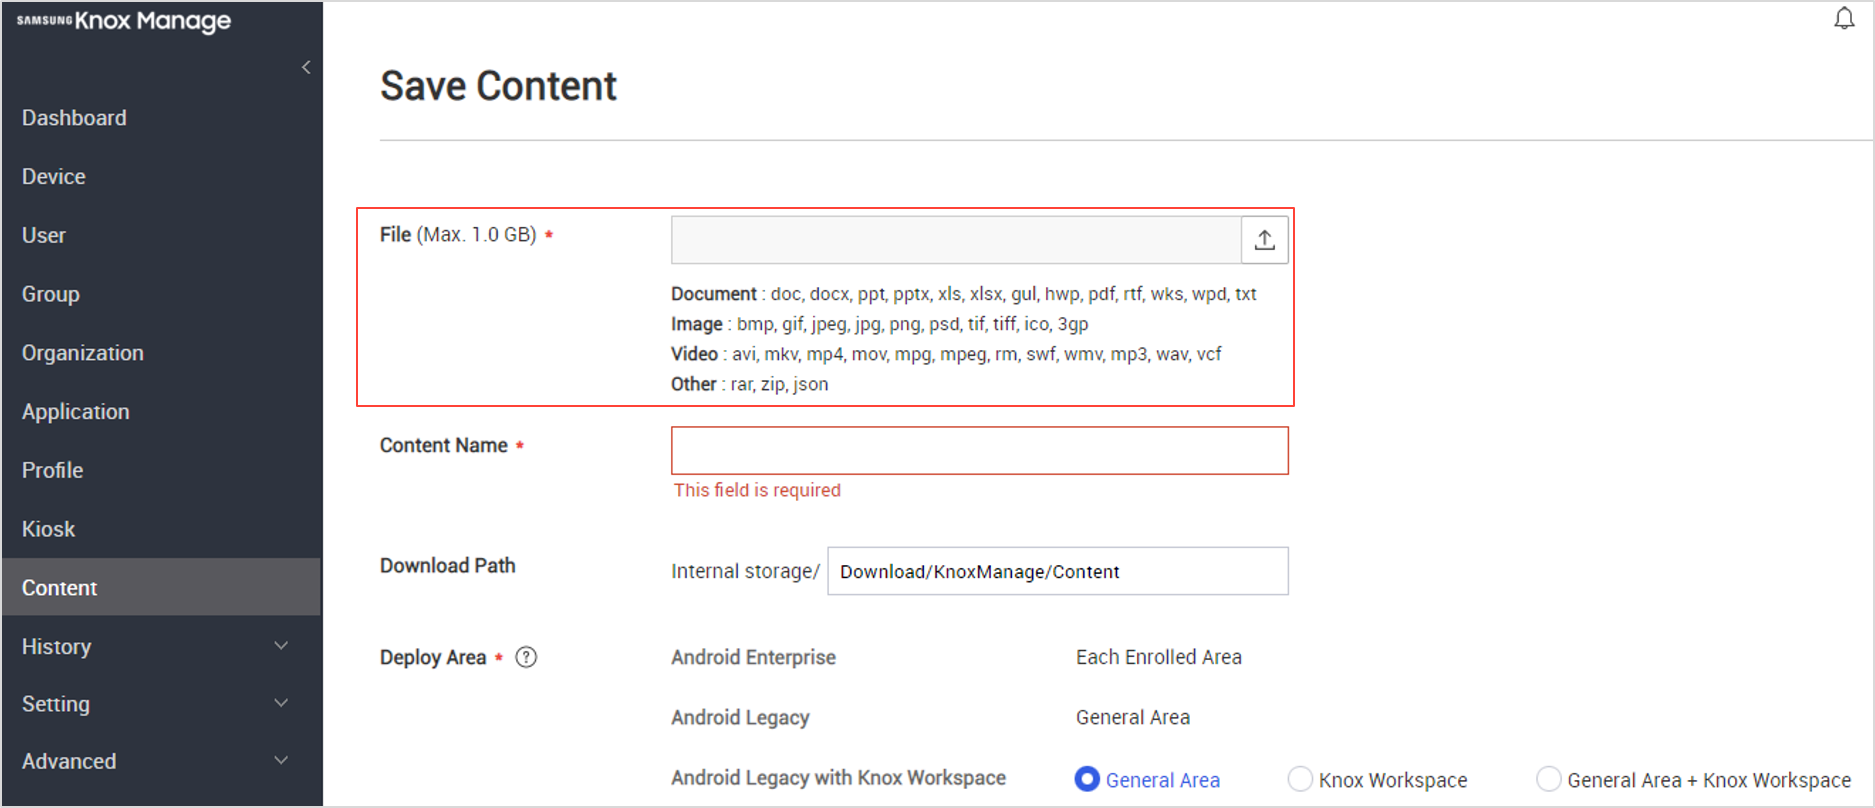 SAMSUNG Knox Manage
Dashboard
Device
User
Group
Organization
Application
Profile
Kiosk
Content
History
Setting
Advanced
Save Content
File (Max. 1.0 GB) *
Document : doc, docx, ppt, pptx, xls, xlsx, gul, hwp, pdf, rtf, wks, wpd, txt
Image : bmp, gif, jpeg, jpg, png, psd, tif, tiff, ico, 3gp
Video : avi, mkv, mp4, mov, mpg, mpeg, rm, swf, wmv, mp3, wav, vcf
Other : rar, zip, json
Content Name *
This field is required
Download Path Internal storage/ Download/KnoxManage/Content
Deploy Area * ? Android Enterprise Each Enrolled Area
Android Legacy General Area
Android Legacy with Knox Workspace General Area Knox Workspace General Area + Knox Workspace